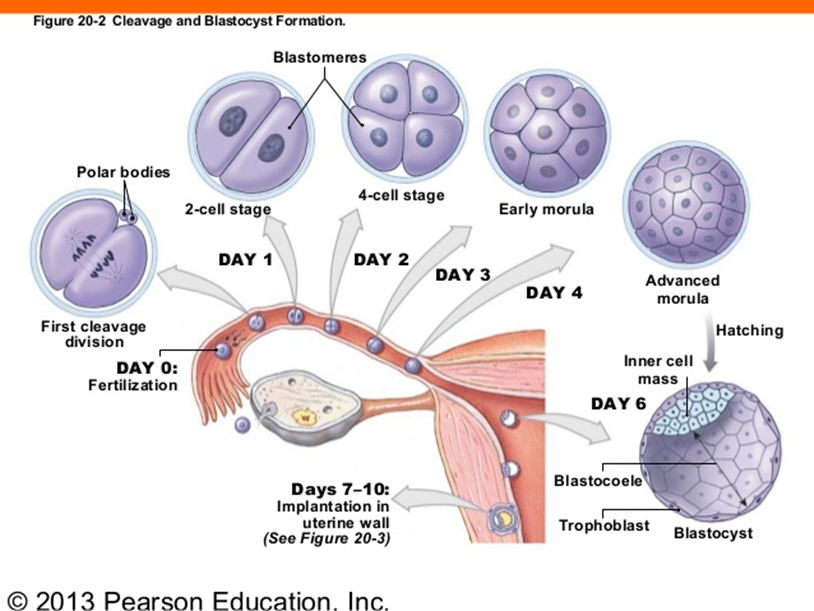 Figure 20-2 Cleavage and Blastocyst Formation.
Blastomeres
Polar bodies
2-cell stage
4-cell stage
Early morula
Advanced
morula
First cleavage
division
DAY 1
DAY 2
DAY 3
DAY 4
Hatching
DAY 0:
Fertilization
Inner cell
mass
DAY 6
Blastocoele
Trophoblast
Blastocyst
Days 7–10:
Implantation in
uterine wall
(See Figure 20-3)
© 2013 Pearson Education, Inc.